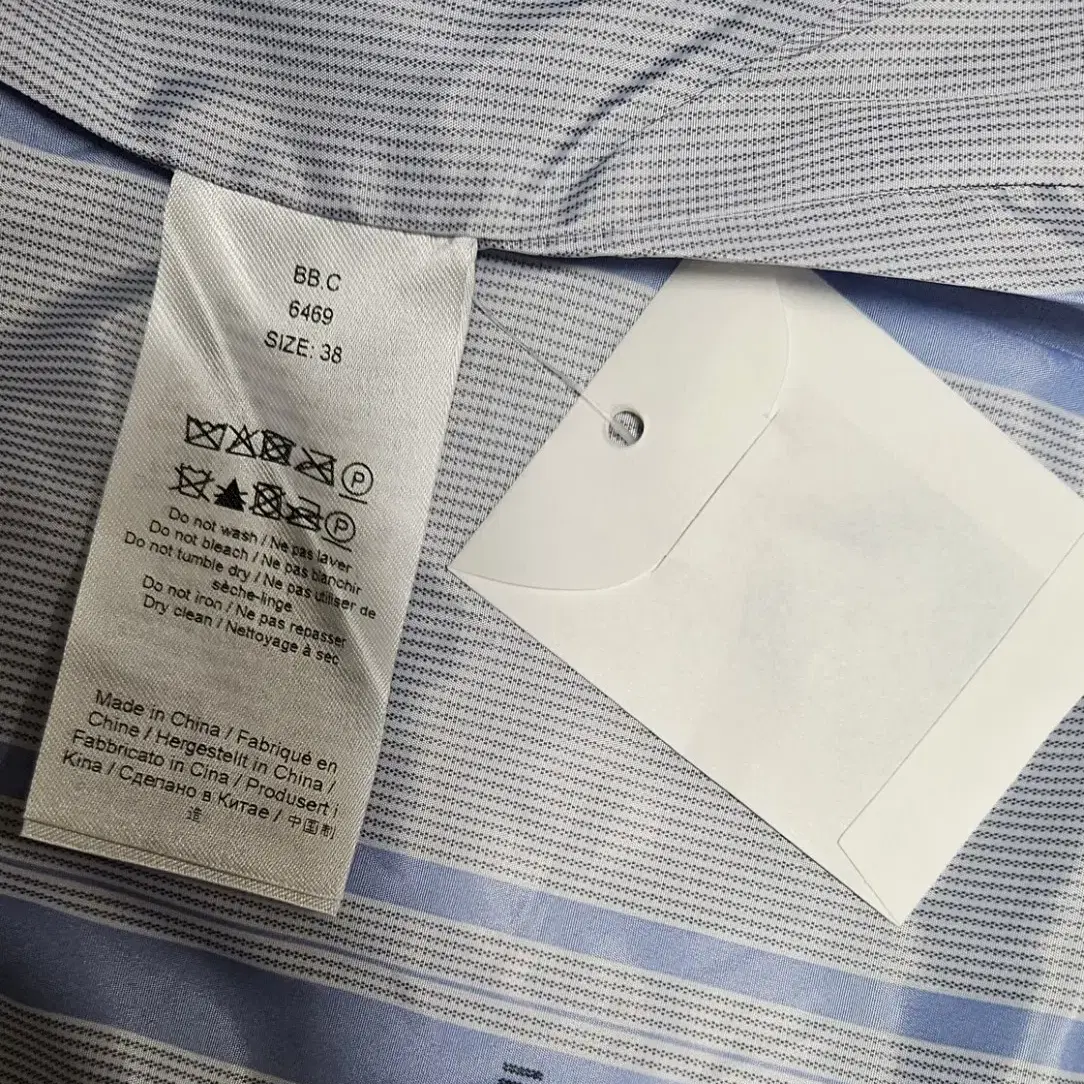 BB.C
6469
SIZE: 38
P
P
Do not wash / Ne pas laver
Do not bleach / Ne pas blanchir
Do not tumble dry / Ne pas utiliser de
sèche-linge
Do not iron / Ne pas repasser
Dry clean / Nettoyage à sec
Made in China / Fabriqué en
Chine / Hergestellt in China /
Fabbricato in Cina / Produsert i
Kina / Сделано в Китае / 中国制
造